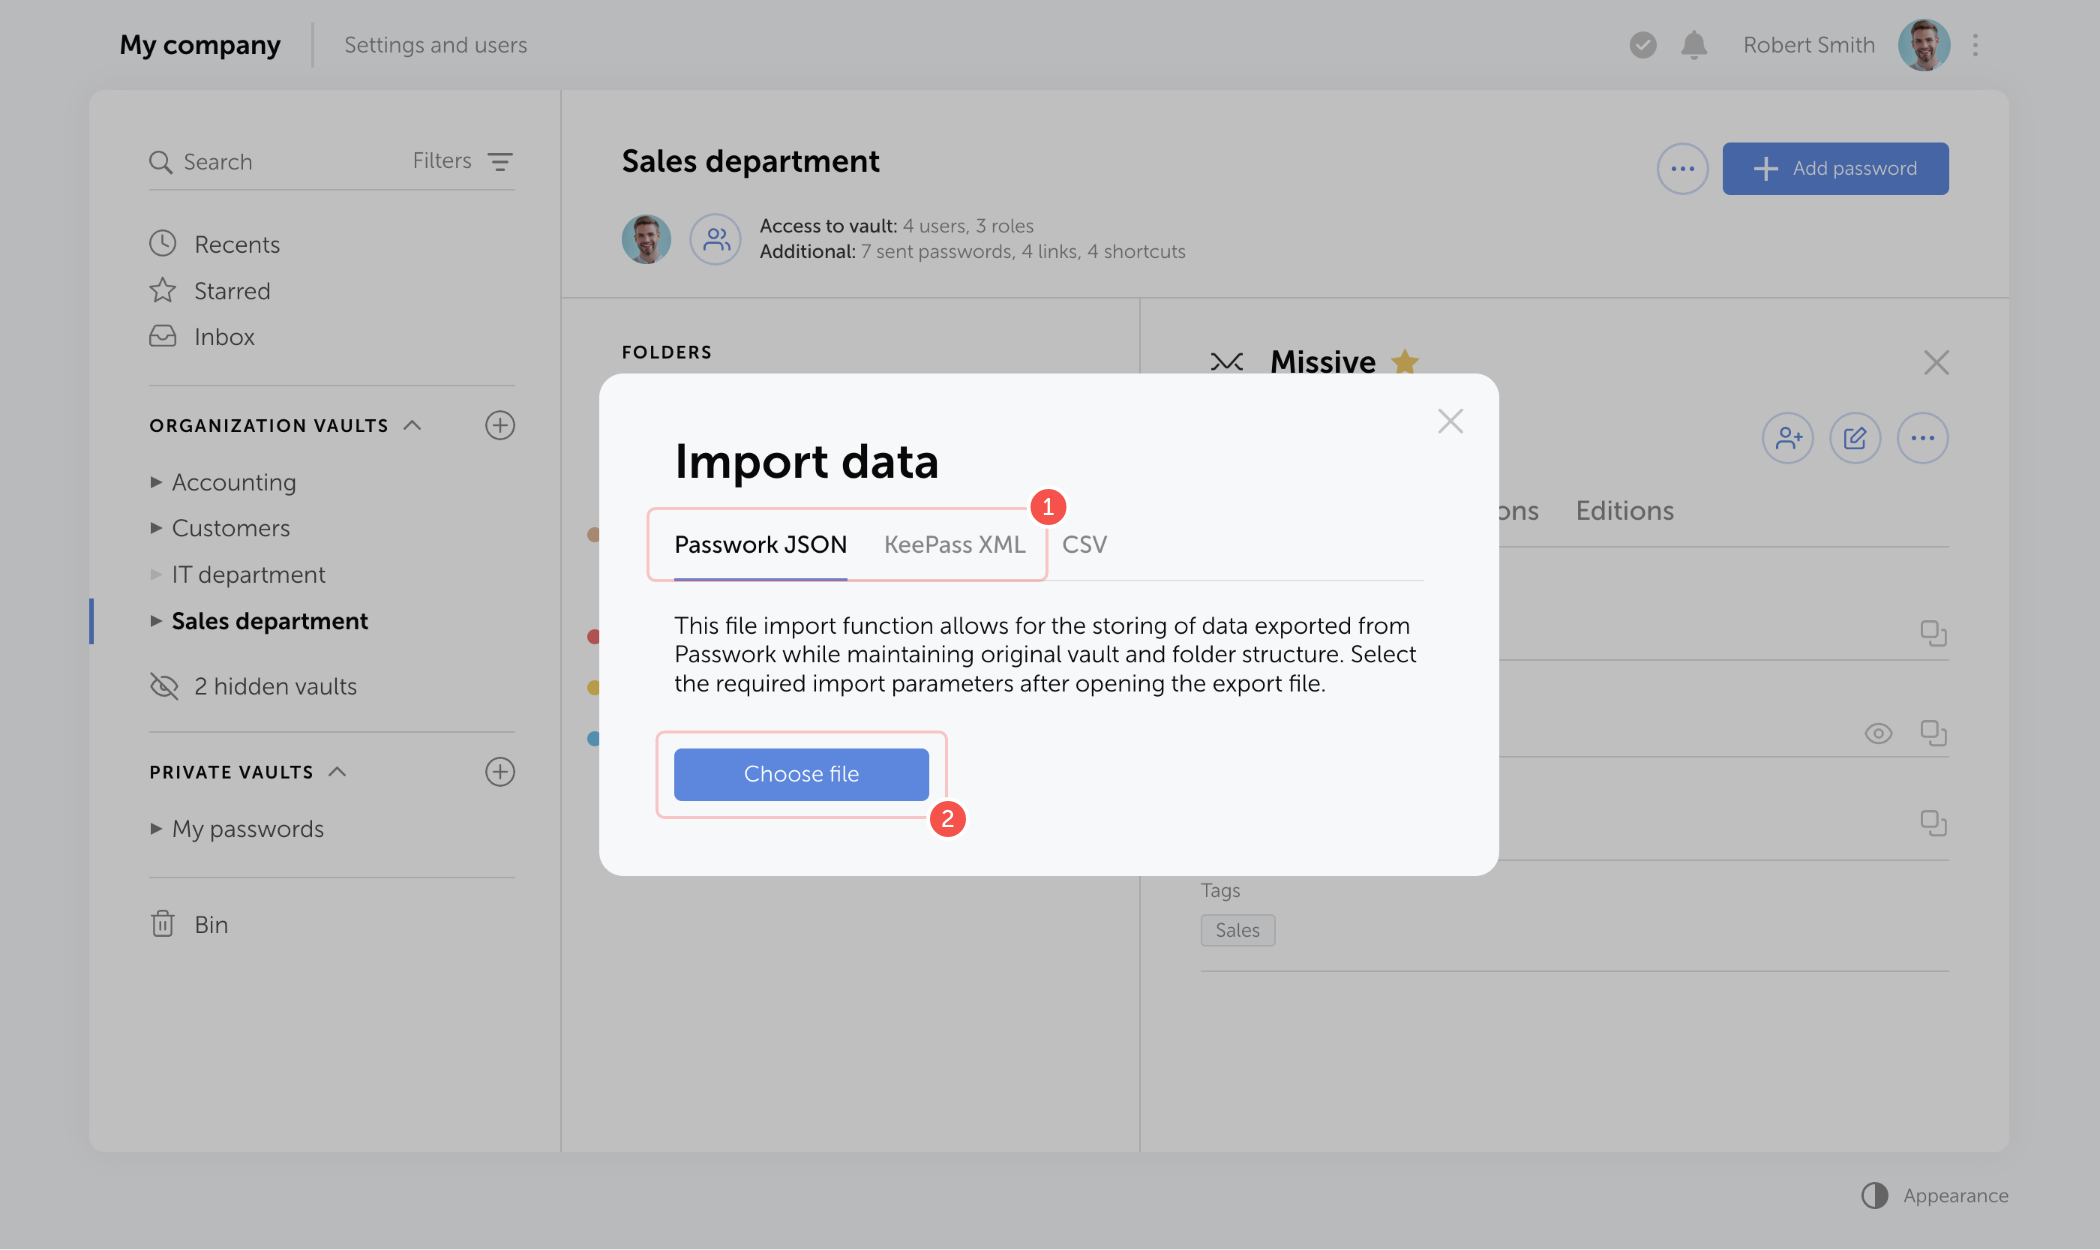 My company
Settings and users
Robert Smith
Search
Filters
Recents
Starred
Inbox
ORGANIZATION VAULTS
Accounting
Customers
IT department
Sales department
2 hidden vaults
PRIVATE VAULTS
My passwords
Bin
Sales department
Add password
Access to vault: 4 users, 3 roles
Additional: 7 sent passwords, 4 links, 4 shortcuts
FOLDERS
Missive
Editions
Import data
1
Passwork JSON
KeePass XML
CSV
This file import function allows for the storing of data exported from
Passwork while maintaining original vault and folder structure. Select
the required import parameters after opening the export file.
Choose file
2
Tags
Sales
Appearance